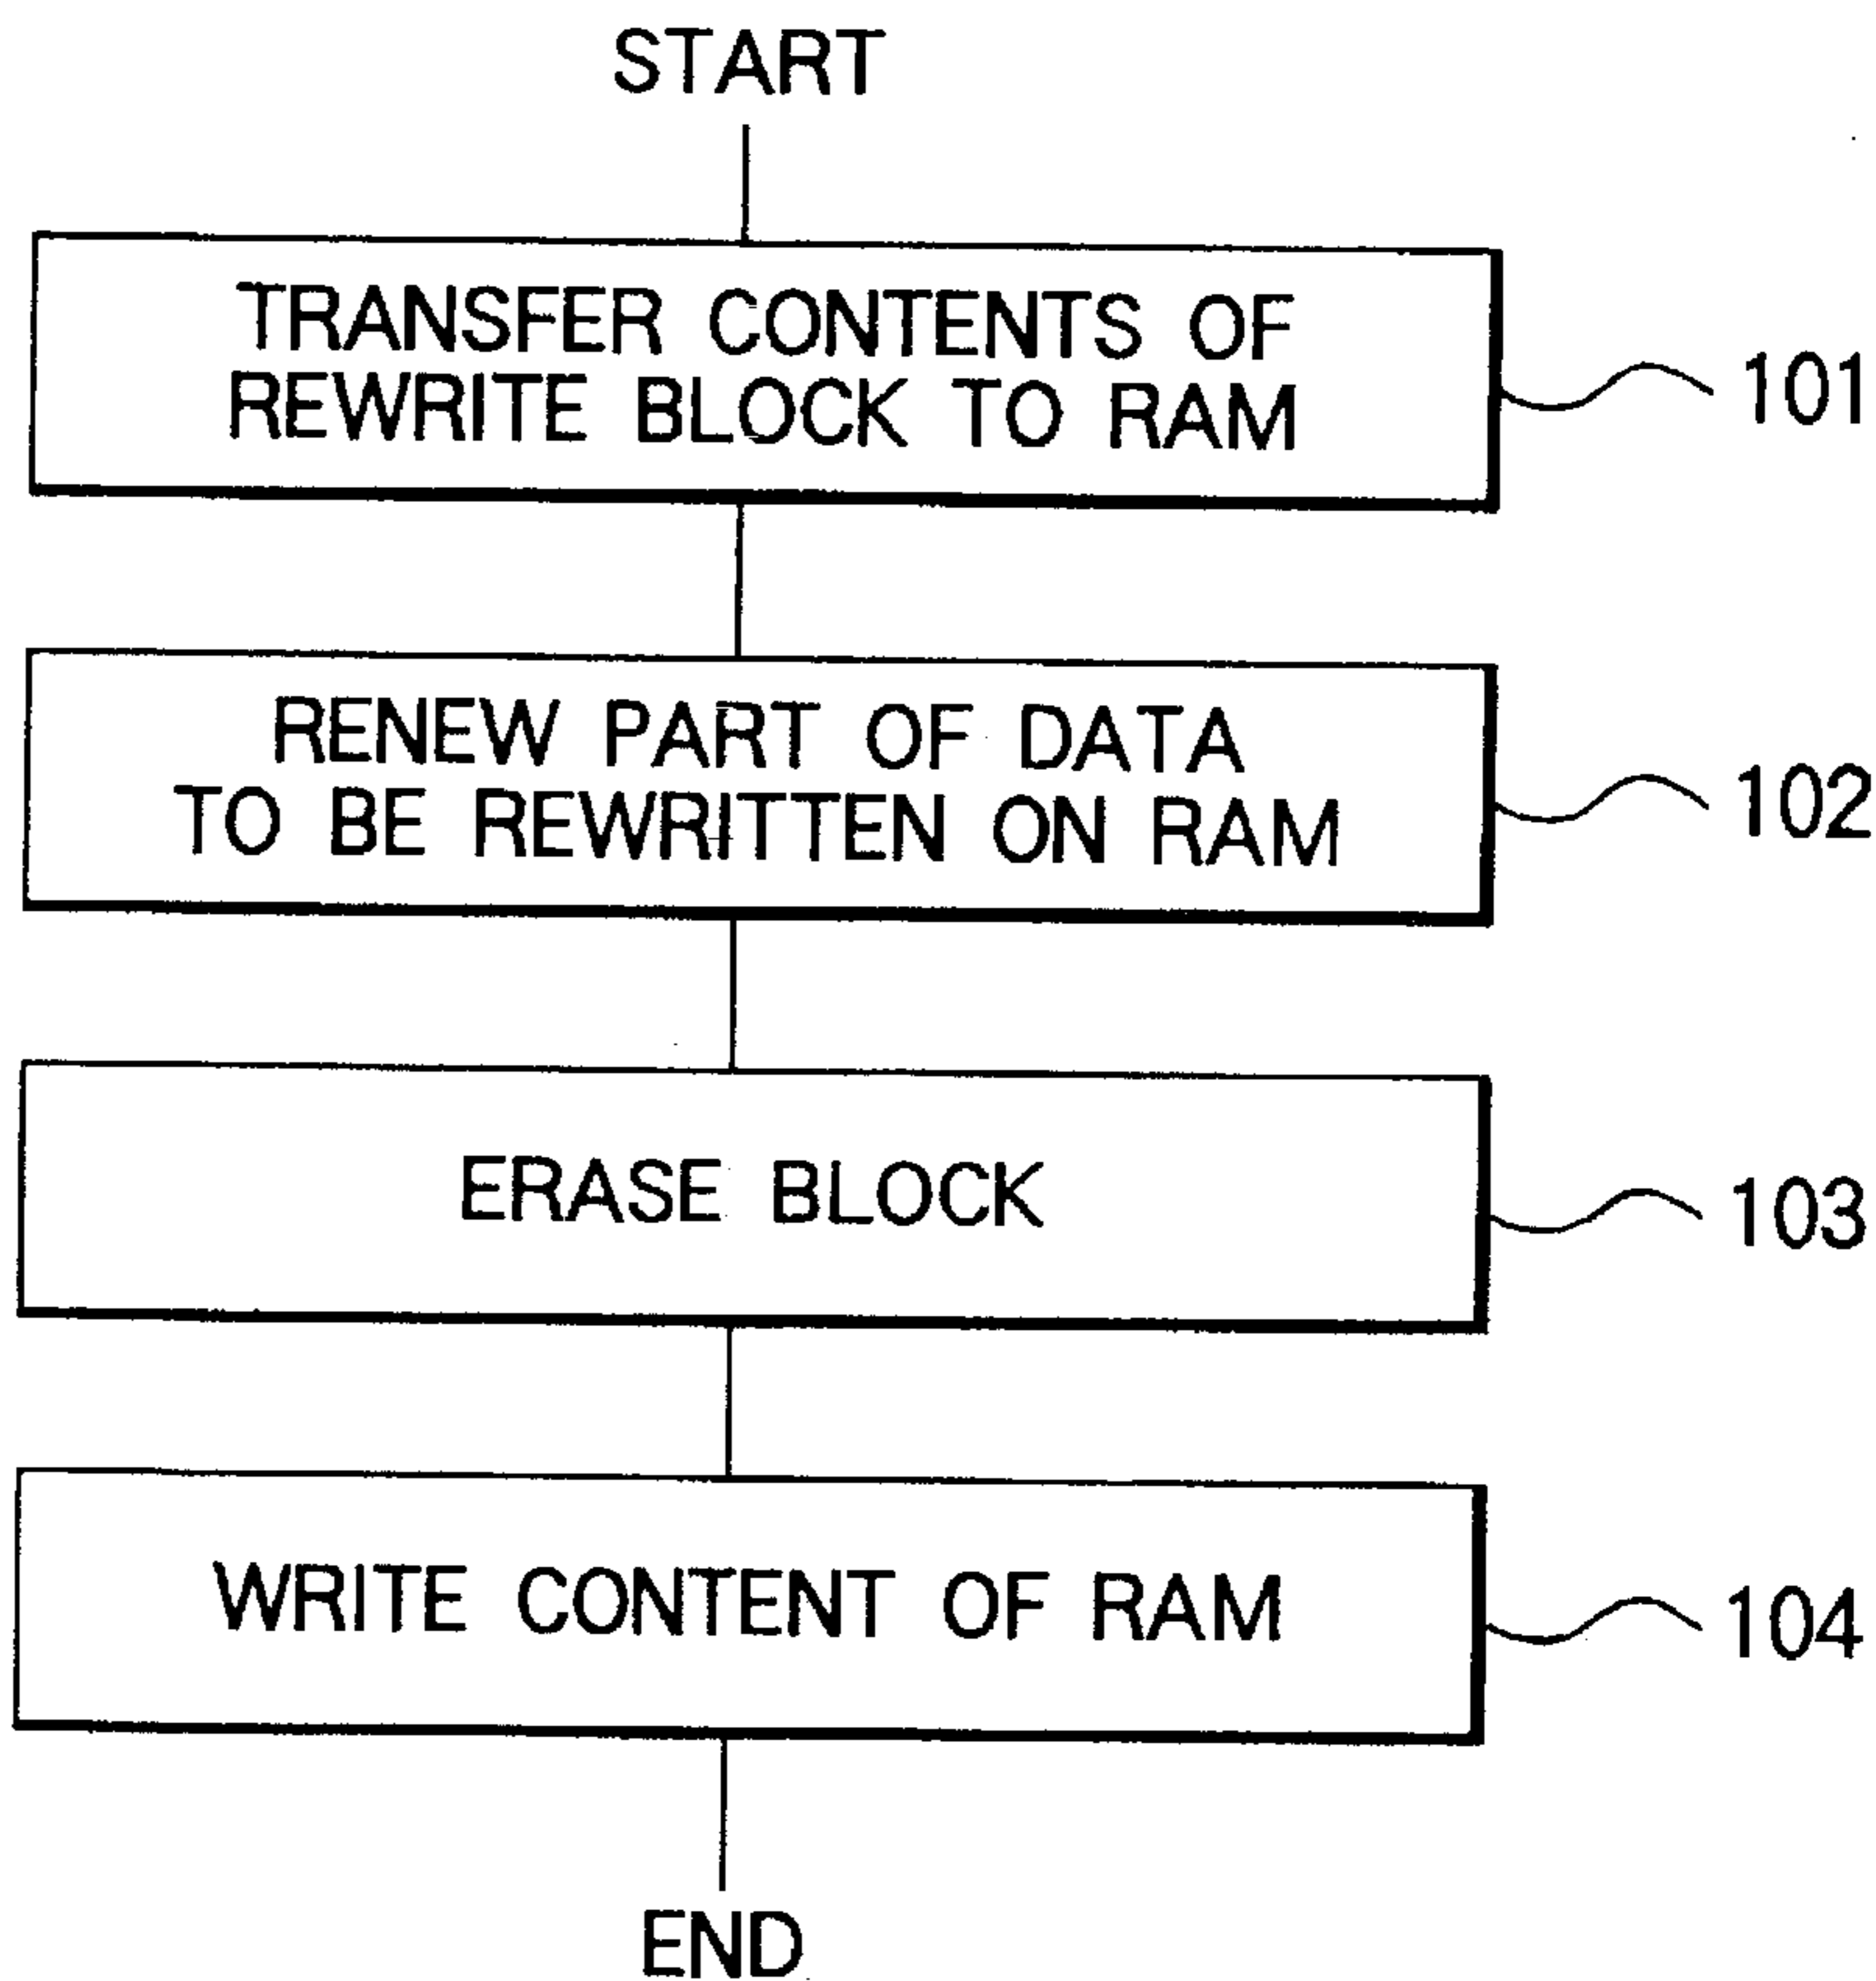 START
TRANSFER CONTENTS OF
REWRITE BLOCK TO RAM
101
RENEW PART OF DATA
TO BE REWRITTEN ON RAM
102
ERASE BLOCK
103
WRITE CONTENT OF RAM
104
END